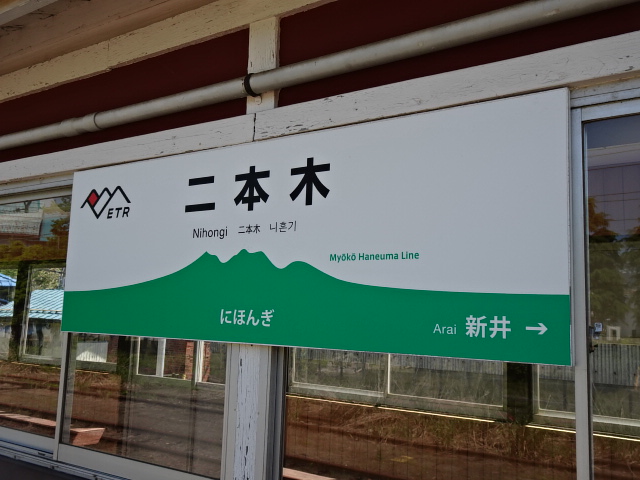 ETR
二本木
Nihongi 二本木 니혼기
Myōkō Haneuma Line
にほんぎ
Arai 新井 →